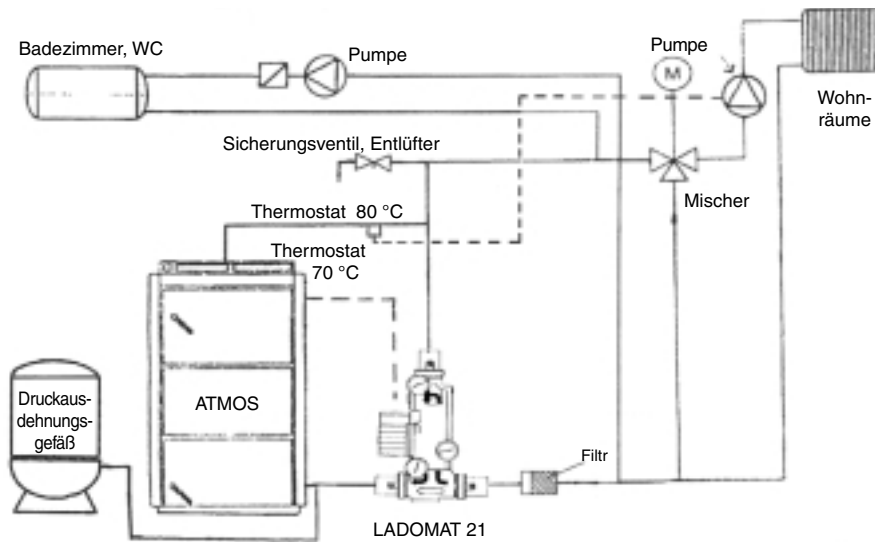 Badezimmer, WC
Pumpe
Pumpe
M
Wohn-
räume
Sicherungsventil, Entlüfter
Mischer
Thermostat 80 °C
Thermostat
70 °C
ATMOS
Druckaus-
dehnungs-
gefäß
Filtr
LADOMAT 21